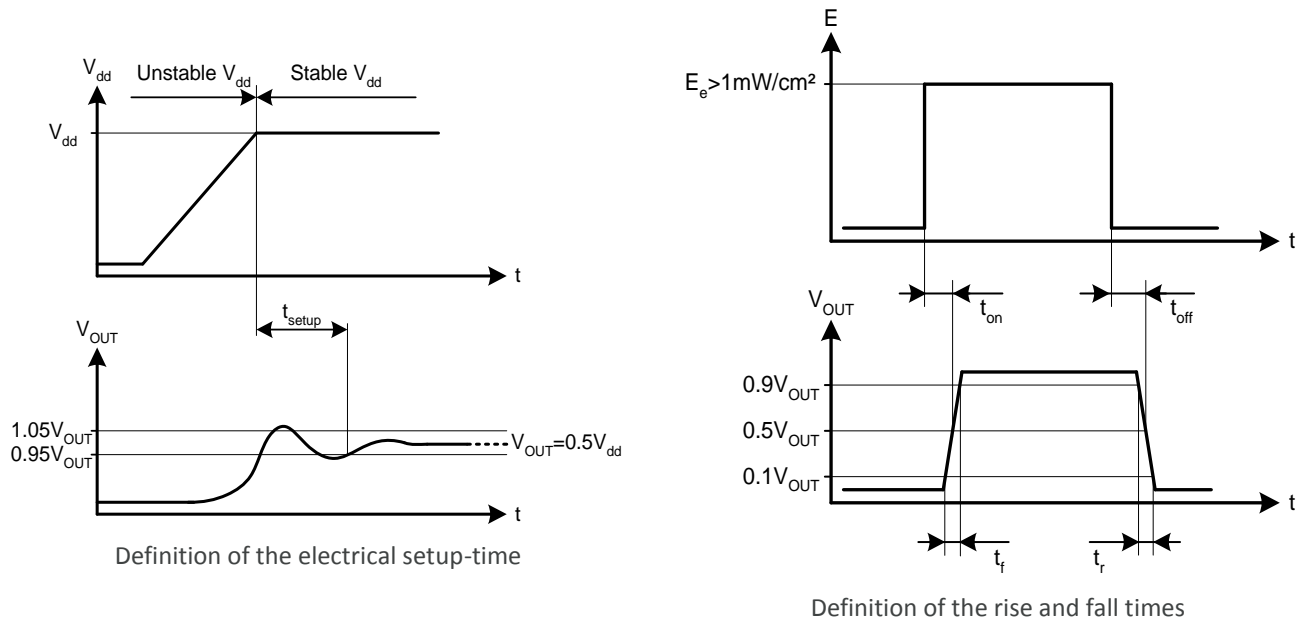 V_dd
Unstable V_dd
Stable V_dd
V_dd
t
t_setup
V_OUT
1.05V_OUT
0.95V_OUT
V_OUT=0.5V_dd
t
Definition of the electrical setup-time
E
E_e>1mW/cm²
t
t_on
t_off
V_OUT
0.9V_OUT
0.5V_OUT
0.1V_OUT
t
t_f
t_r
Definition of the rise and fall times